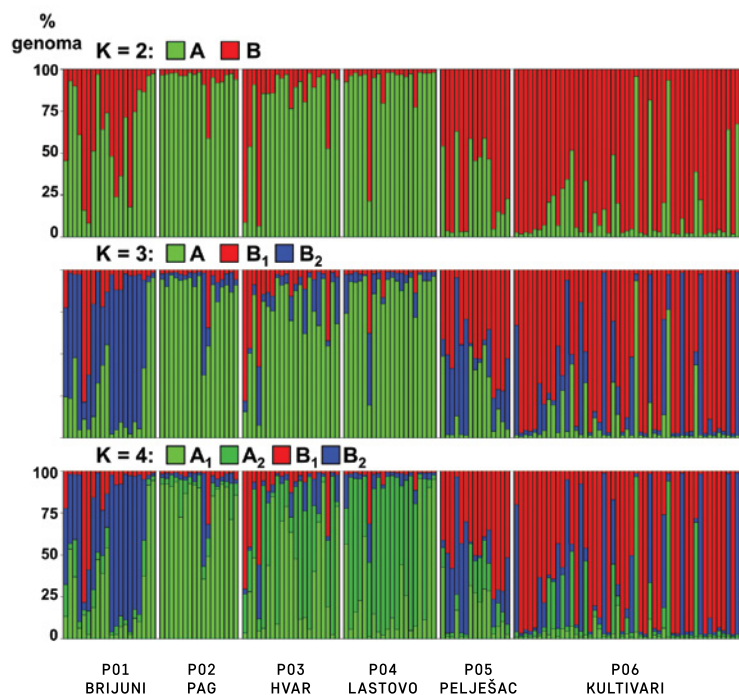 %
genoma
K = 2: A B
100
75
50
25
0
K = 3: A B₁ B₂
K = 4: A₁ A₂ B₁ B₂
100
75
50
25
0
P01 P02 P03 P04 P05 P06
BRIJUNI PAG HVAR LASTOVO PELJEŠAC KULTIVARI